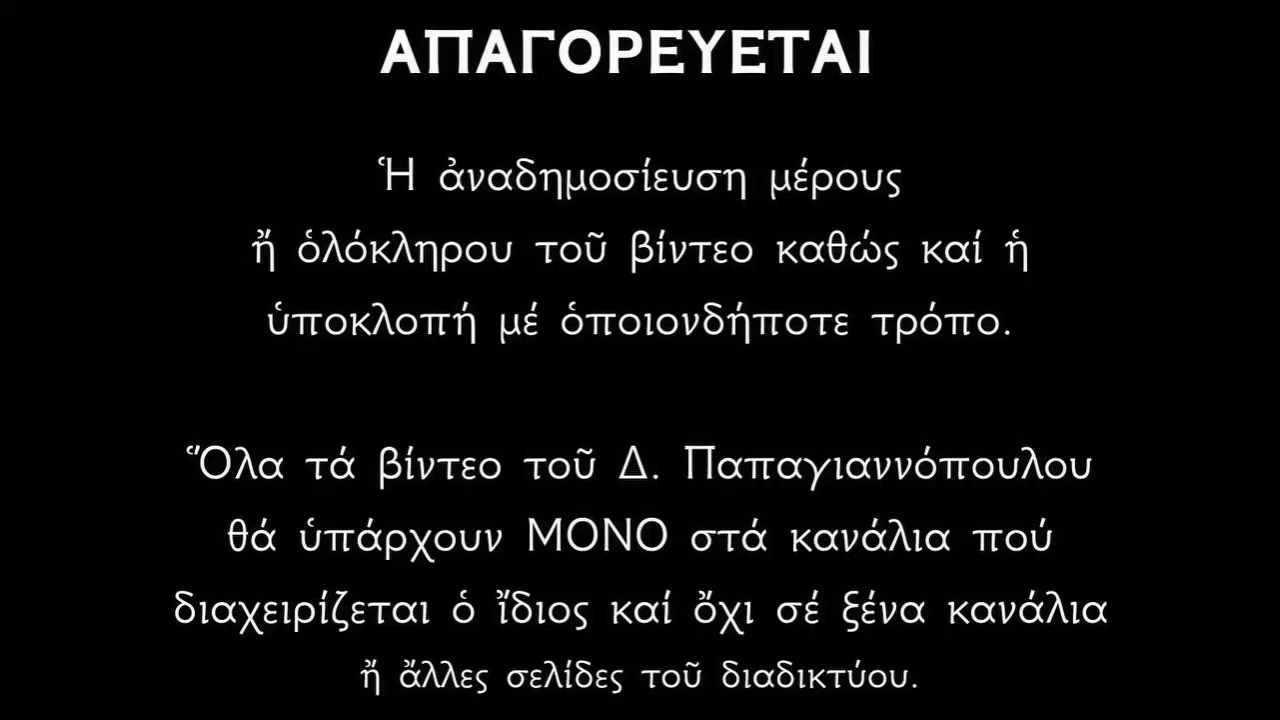 ΑΠΑΓΟΡΕΥΕΤΑΙ
Ἡ ἀναδημοσίευση μέρους
ἤ ὁλόκληρου τοῦ βίντεο καθώς καί ἡ
ὑποκλοπή μέ ὁποιονδήποτε τρόπο.
Ὅλα τά βίντεο τοῦ Δ. Παπαγιαννόπουλου
θά ὑπάρχουν ΜΟΝΟ στά κανάλια πού
διαχειρίζεται ὁ ἴδιος καί ὄχι σέ ξένα κανάλια
ἤ ἄλλες σελίδες τοῦ διαδικτύου.